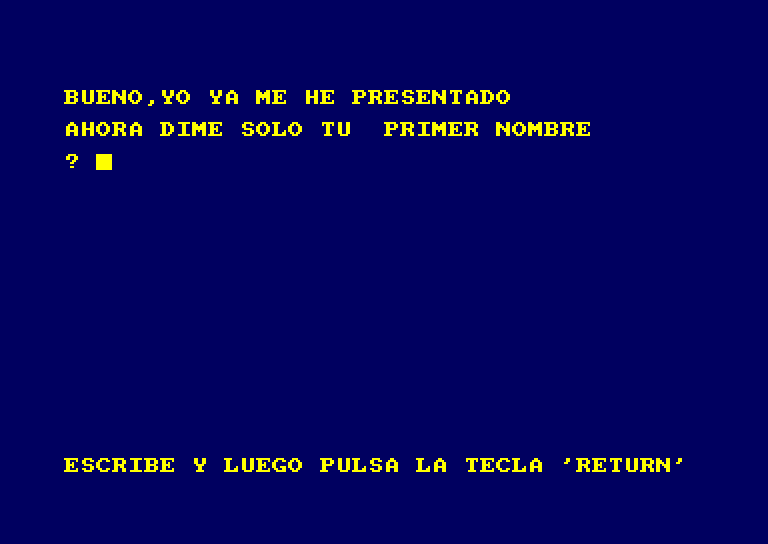 BUENO,YO YA ME HE PRESENTADO
AHORA DIME SOLO TU  PRIMER NOMBRE
?
ESCRIBE Y LUEGO PULSA LA TECLA 'RETURN'